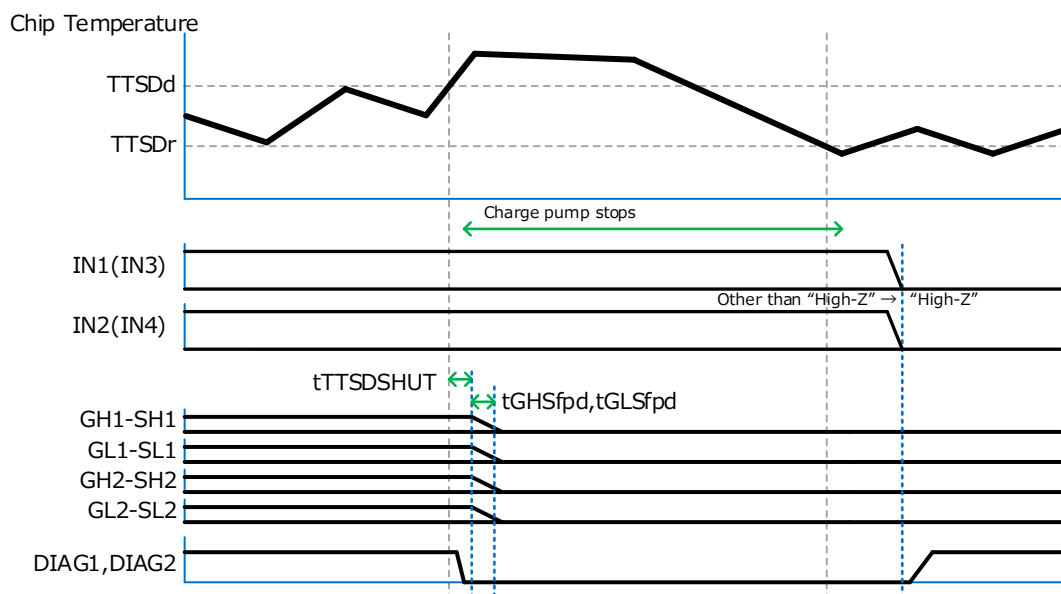 Chip Temperature
TTSDd
TTSDr
Charge pump stops
IN1(IN3)
Other than “High-Z” → “High-Z”
IN2(IN4)
tTTSDSHUT
tGHSfpd,tGLSfpd
GH1-SH1
GL1-SL1
GH2-SH2
GL2-SL2
DIAG1,DIAG2